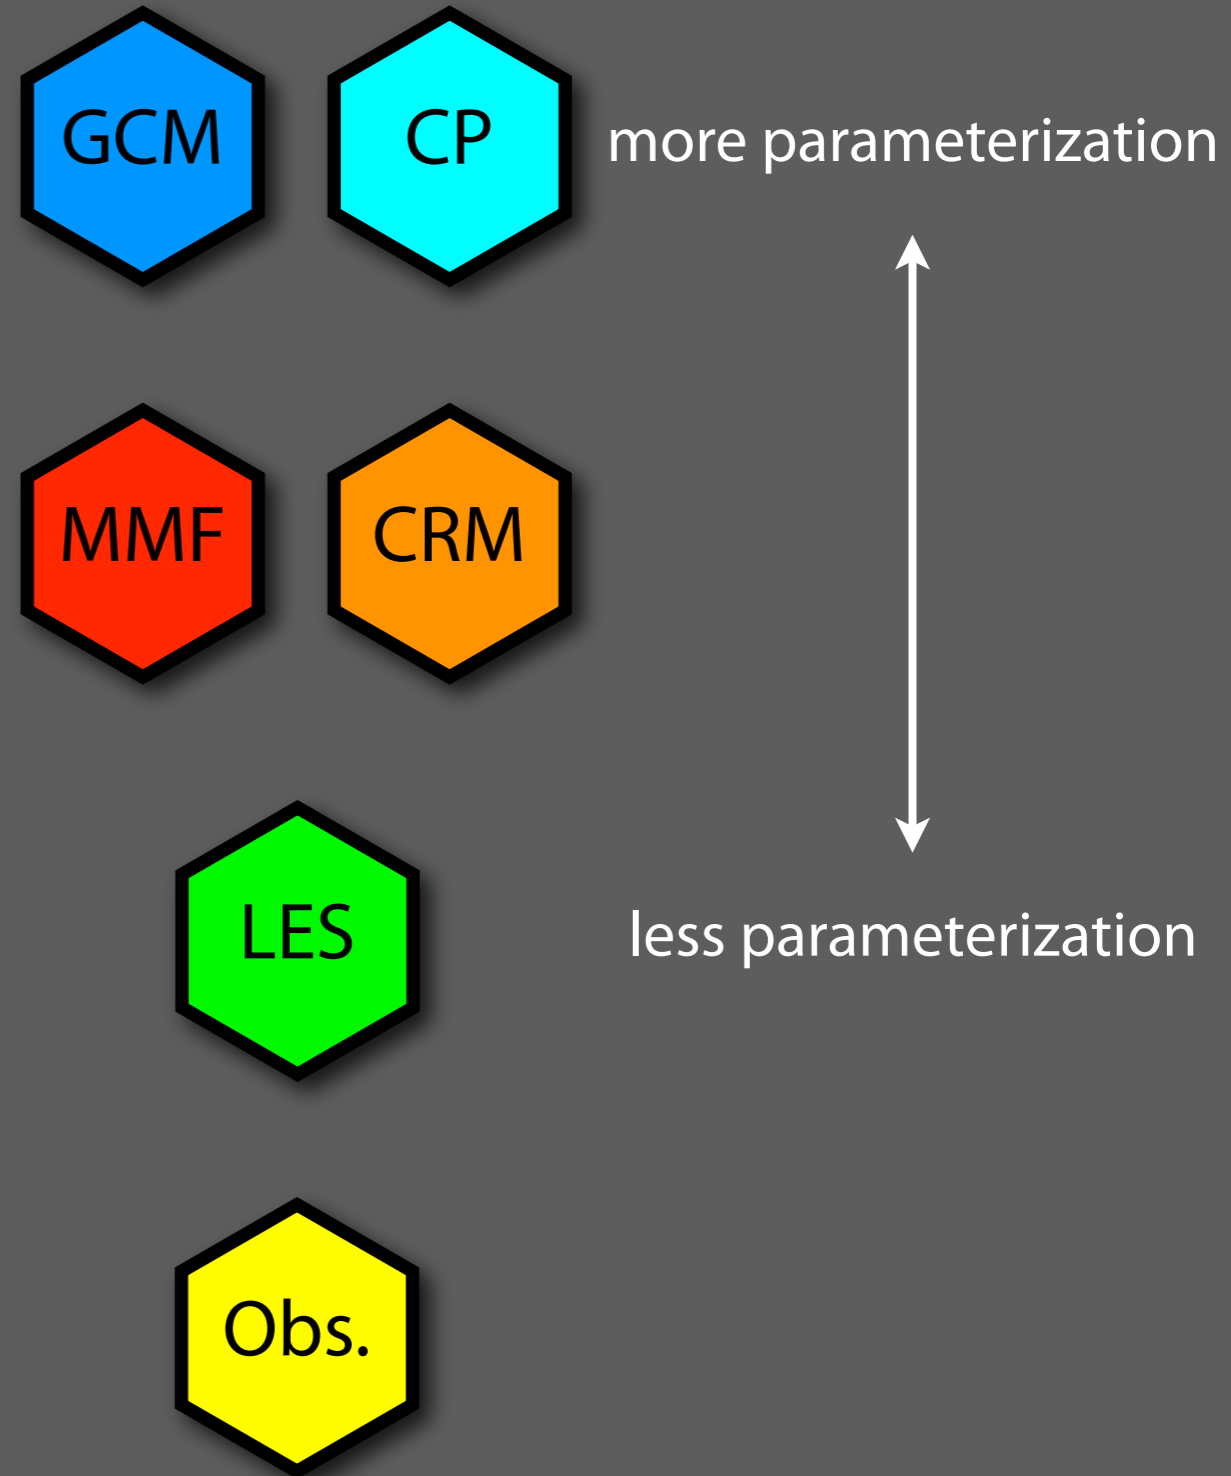 GCM
CP
more parameterization
MMF
CRM
LES
less parameterization
Obs.